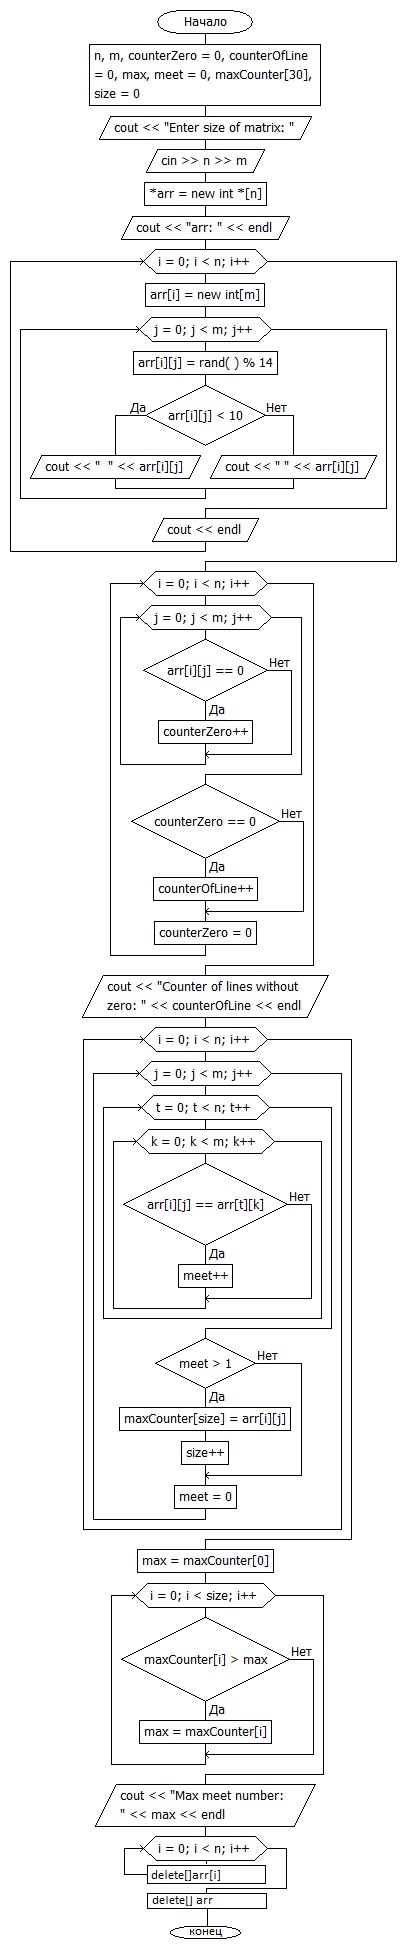 Начало
n, m, counterZero = 0, counterOfLine
= 0, max, meet = 0, maxCounter[30],
size = 0
cout << "Enter size of matrix: "
cin >> n >> m
*arr = new int *[n]
cout << "arr: " << endl
i = 0; i < n; i++
arr[i] = new int[m]
j = 0; j < m; j++
arr[i][j] = rand( ) % 14
Да
arr[i][j] < 10
Нет
cout << "  " << arr[i][j]
cout << " " << arr[i][j]
cout << endl
i = 0; i < n; i++
j = 0; j < m; j++
arr[i][j] == 0
Нет
Да
counterZero++
counterZero == 0
Нет
Да
counterOfLine++
counterZero = 0
cout << "Counter of lines without
zero: " << counterOfLine << endl
i = 0; i < n; i++
j = 0; j < m; j++
t = 0; t < n; t++
k = 0; k < m; k++
arr[i][j] == arr[t][k]
Нет
Да
meet++
meet > 1
Нет
Да
maxCounter[size] = arr[i][j]
size++
meet = 0
max = maxCounter[0]
i = 0; i < size; i++
maxCounter[i] > max
Нет
Да
max = maxCounter[i]
cout << "Max meet number:
" << max << endl
i = 0; i < n; i++
delete[]arr[i]
delete[] arr
конец